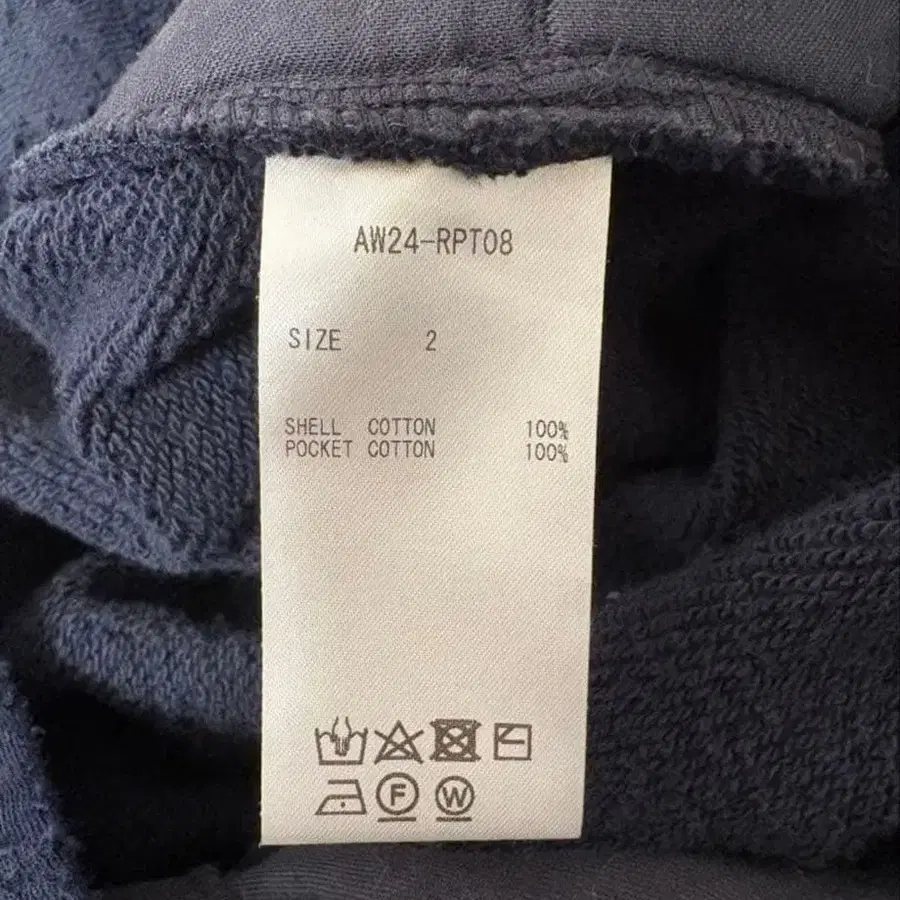 AW24-RPT08
SIZE 2
SHELL COTTON 100%
POCKET COTTON 100%
F W